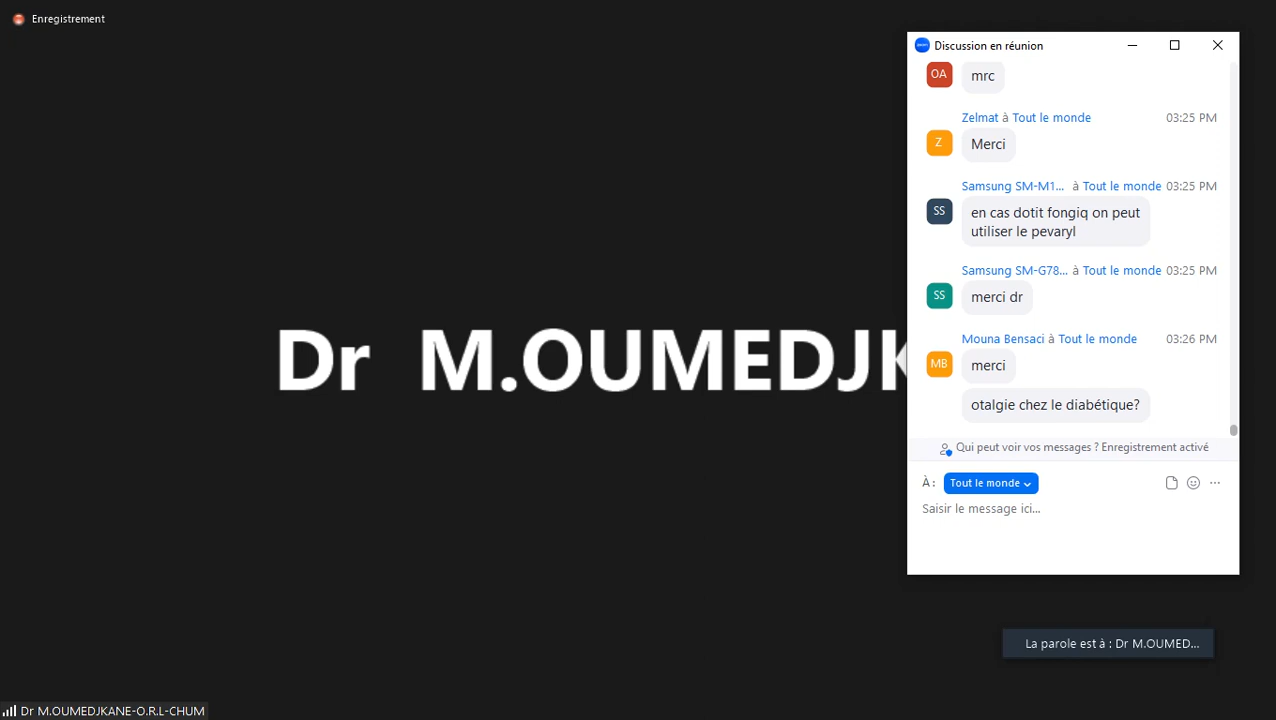 Enregistrement
Discussion en réunion
OA
mrc
Zelmat à Tout le monde 03:25 PM
Z
Merci
Samsung SM-M1... à Tout le monde 03:25 PM
SS
en cas dotit fongiq on peut
utiliser le pevaryl
Samsung SM-G78... à Tout le monde 03:25 PM
SS
merci dr
Mouna Bensaci à Tout le monde 03:26 PM
MB
merci
otalgie chez le diabétique?
Qui peut voir vos messages ? Enregistrement activé
À : Tout le monde
Saisir le message ici...
Dr M.OUMEDJK
La parole est à : Dr M.OUMED...
Dr M.OUMEDJKANE-O.R.L-CHUM